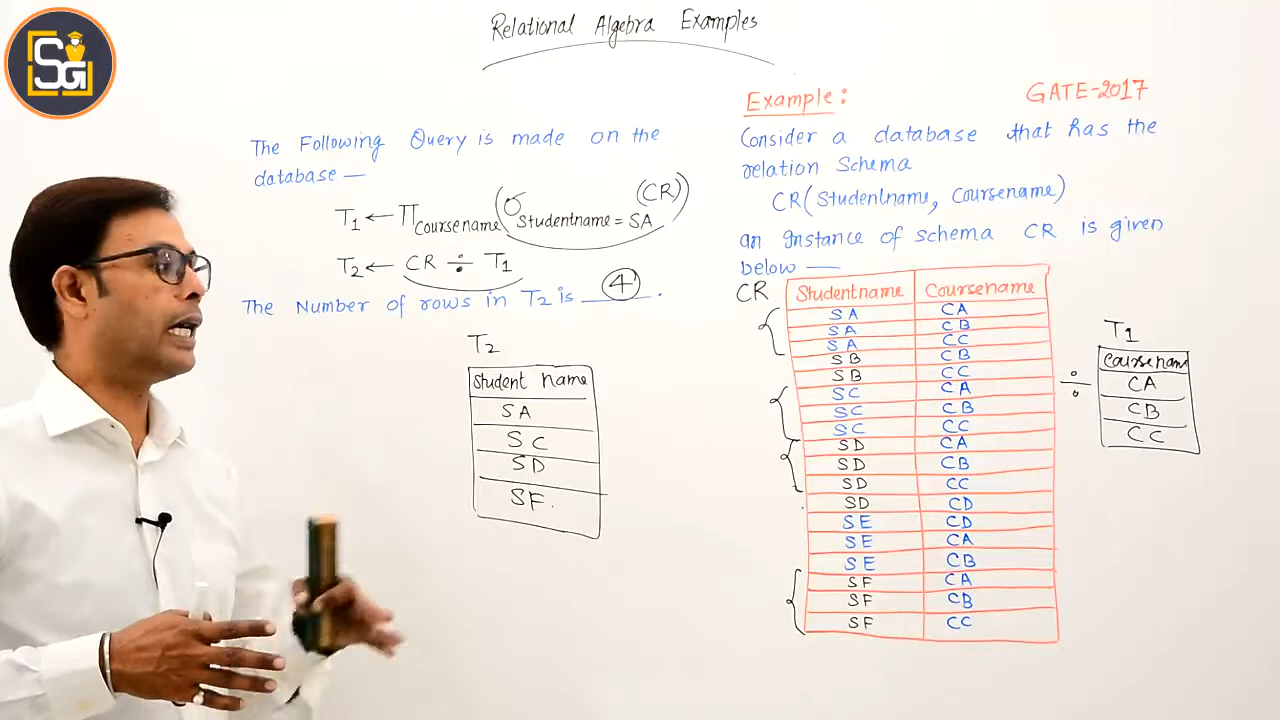 SG
Relational Algebra Examples
The Following Query is made on the
database —
T1 ← Π Coursename (σ Studentname = SA (CR))
T2 ← CR ÷ T1
The Number of rows in T2 is 4.
T2
Student name
SA
SC
SD
SF.
Example: GATE-2017
Consider a database that has the
relation Schema
CR(Studentname, Coursename)
an Instance of schema CR is given
below —
CR
Studentname Coursename
SA CA
SA CB
SA CC
SB CB
SB CC
SC CA
SC CB
SC CC
SD CA
SD CB
SD CC
SD CD
SE CD
SE CA
SE CB
SF CA
SF CB
SF CC
÷
T1
Coursename
CA
CB
CC